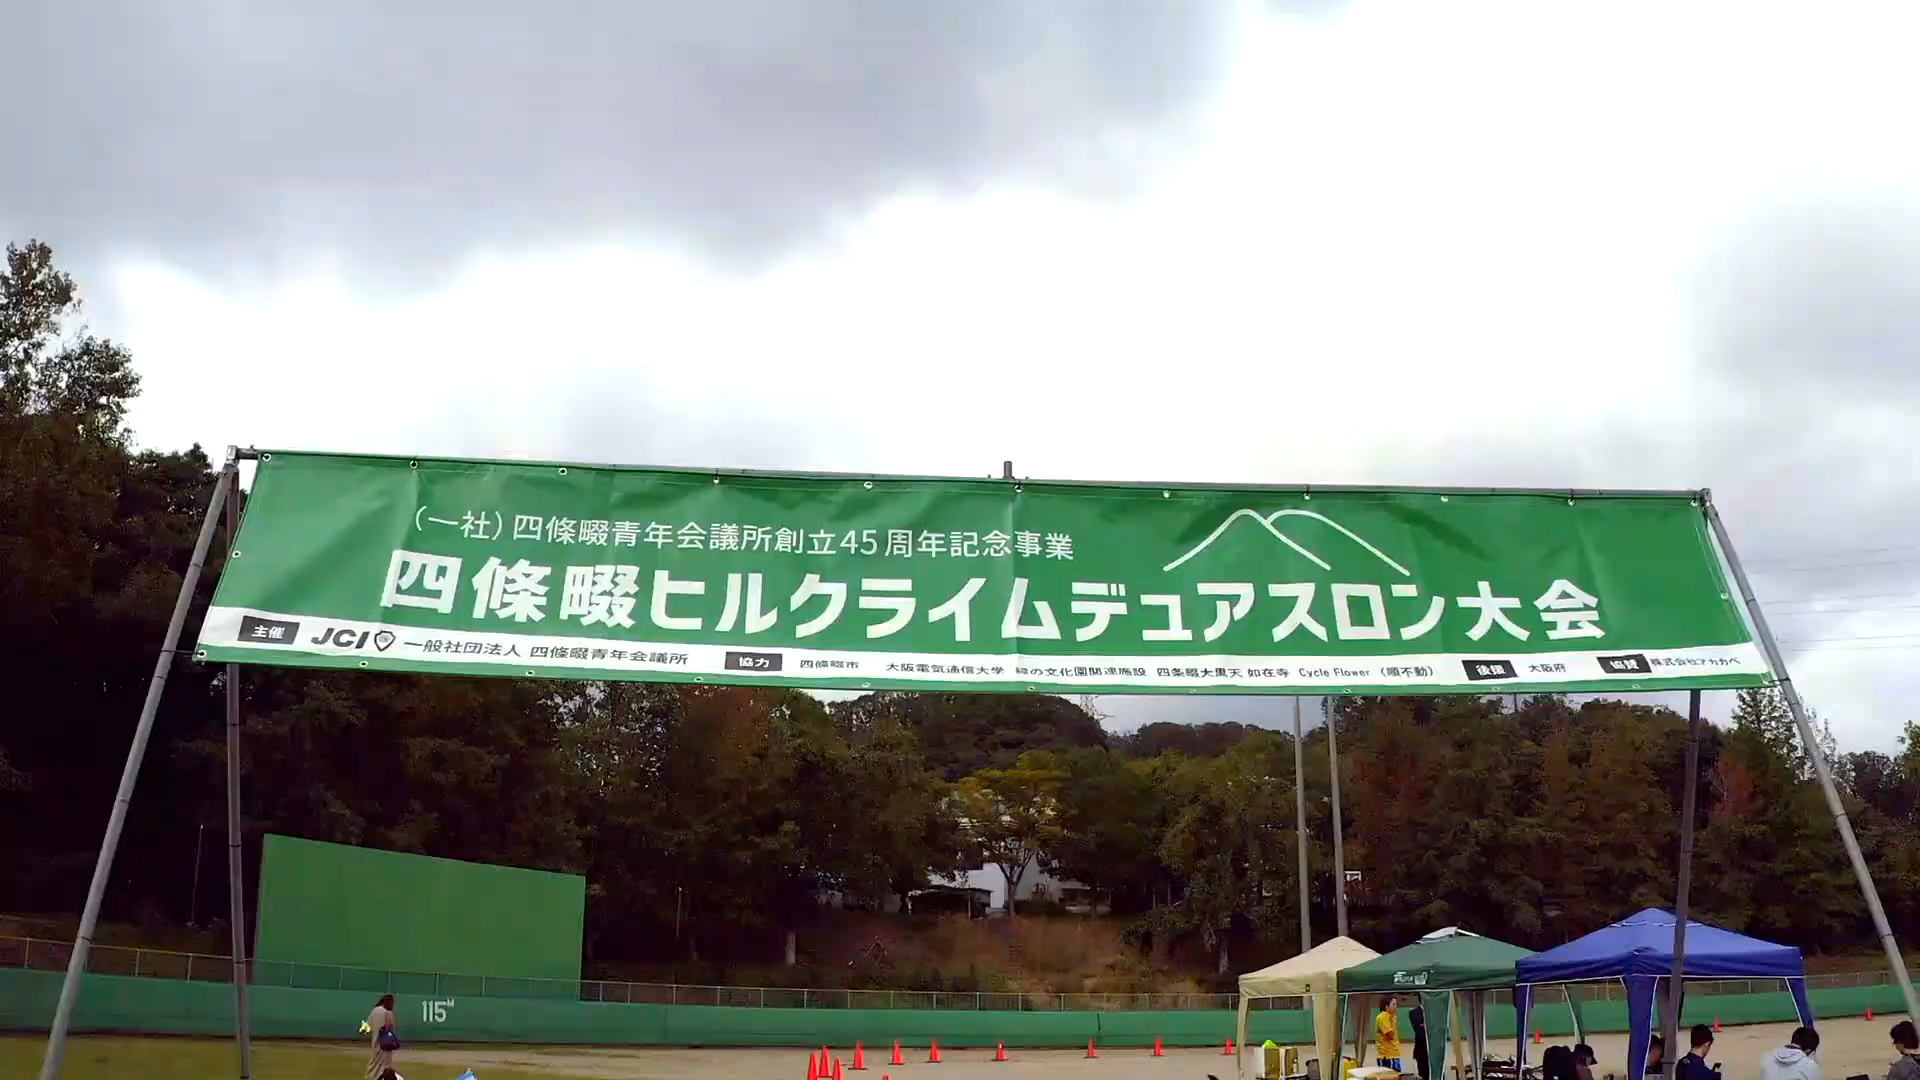 （一社）四條畷青年会議所創立45周年記念事業
四條畷ヒルクライムデュアスロン大会
主催 JCI 一般社団法人 四條畷青年会議所 協力 四條畷市 大阪電気通信大学 緑の文化園関連施設 四条畷大黒天 如在寺 Cycle Flower （順不動） 後援 大阪府 協賛 株式会社アカカベ
115M